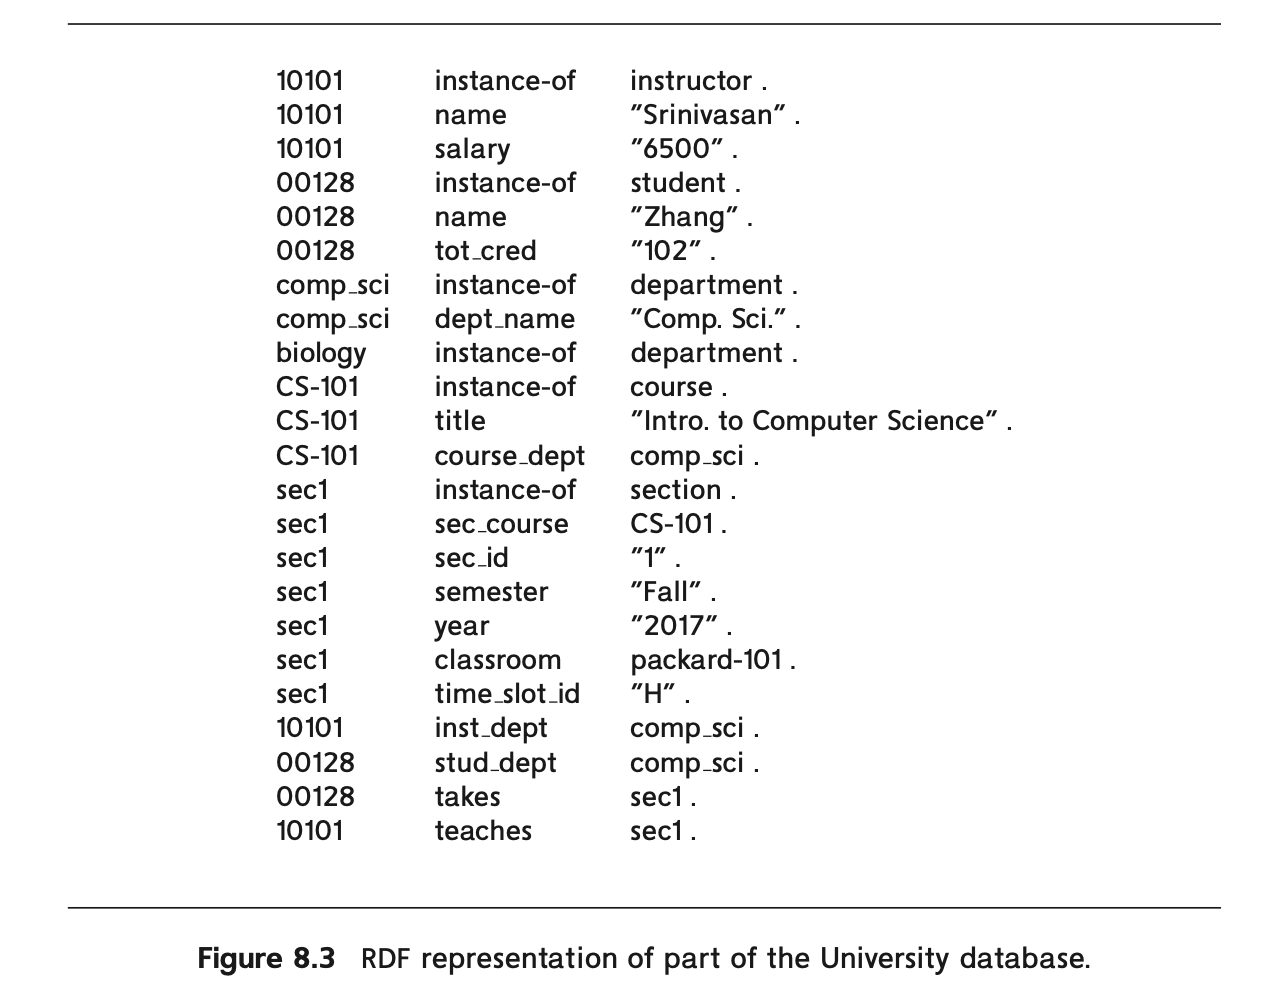 10101 instance-of instructor .
10101 name "Srinivasan" .
10101 salary "6500" .
00128 instance-of student .
00128 name "Zhang" .
00128 tot_cred "102" .
comp_sci instance-of department .
comp_sci dept_name "Comp. Sci." .
biology instance-of department .
CS-101 instance-of course .
CS-101 title "Intro. to Computer Science" .
CS-101 course_dept comp_sci .
sec1 instance-of section .
sec1 sec_course CS-101 .
sec1 sec_id "1" .
sec1 semester "Fall" .
sec1 year "2017" .
sec1 classroom packard-101 .
sec1 time_slot_id "H" .
10101 inst_dept comp_sci .
00128 stud_dept comp_sci .
00128 takes sec1 .
10101 teaches sec1 .
Figure 8.3 RDF representation of part of the University database.